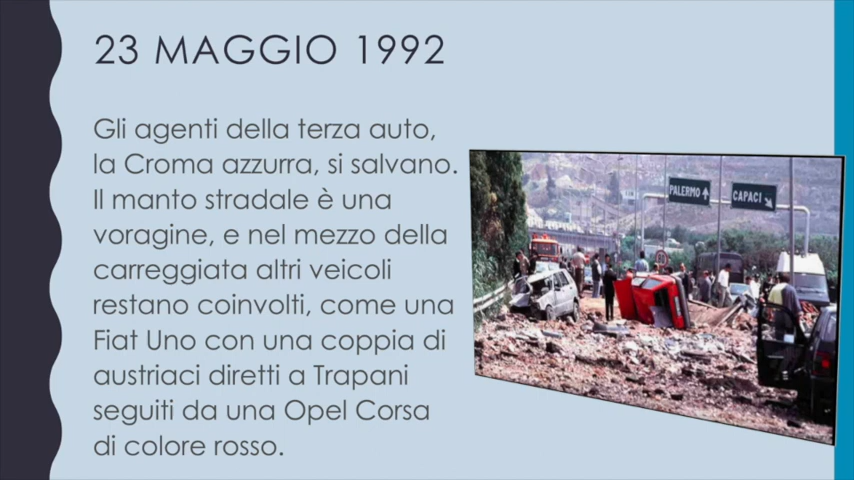 23 MAGGIO 1992
Gli agenti della terza auto,
la Croma azzurra, si salvano.
Il manto stradale è una
voragine, e nel mezzo della
carreggiata altri veicoli
restano coinvolti, come una
Fiat Uno con una coppia di
austriaci diretti a Trapani
seguiti da una Opel Corsa
di colore rosso.
PALERMO
CAPACI